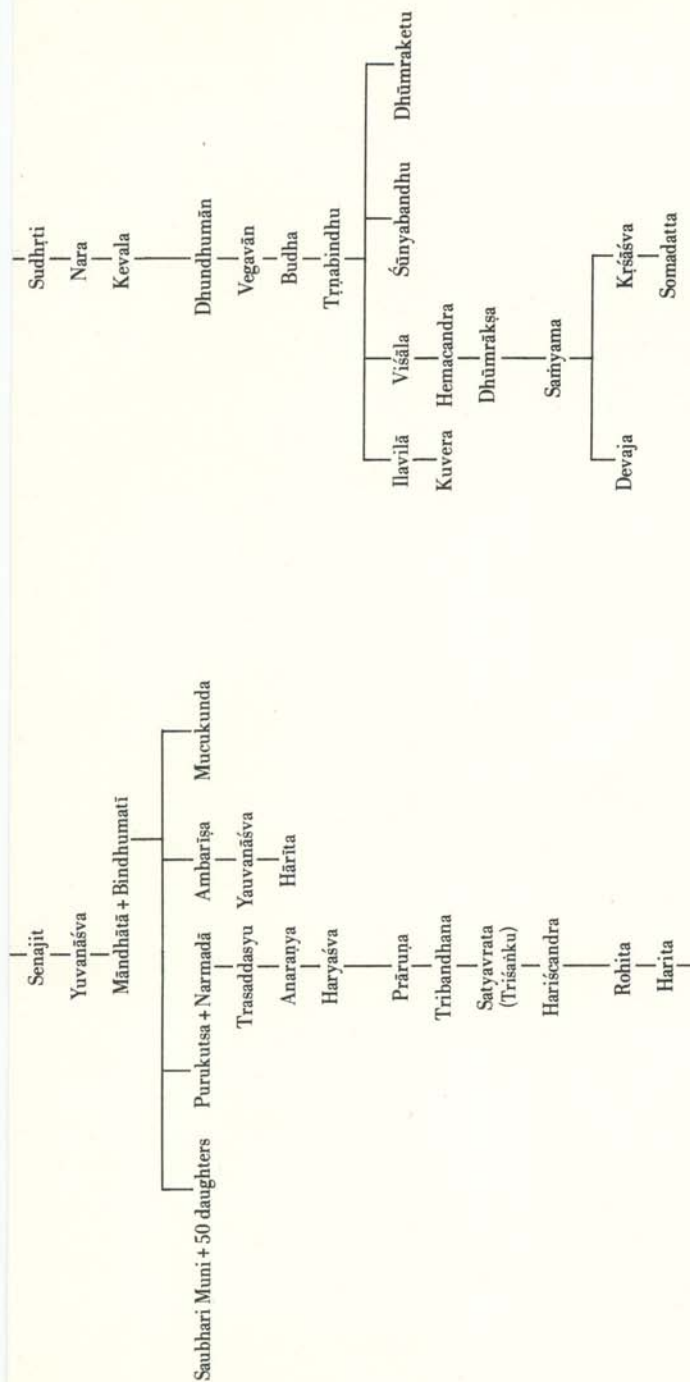 Senajit
Yuvanāśva
Māndhātā + Bindhumatī
Saubhari Muni + 50 daughters
Purukutsa + Narmadā
Ambarīṣa
Mucukunda
Trasaddasyu
Yauvanāśva
Anaraṇya
Hārīta
Haryaśva
Prāruṇa
Tribandhana
Satyavrata
(Triśaṅku)
Hariścandra
Rohita
Harita
Sudhṛti
Nara
Kevala
Dhundhumān
Vegavān
Budha
Tṛṇabindhu
Ilavilā
Viśāla
Śūnyabandhu
Dhūmraketu
Kuvera
Hemacandra
Dhūmrākṣa
Saṁyama
Devaja
Kṛśāśva
Somadatta